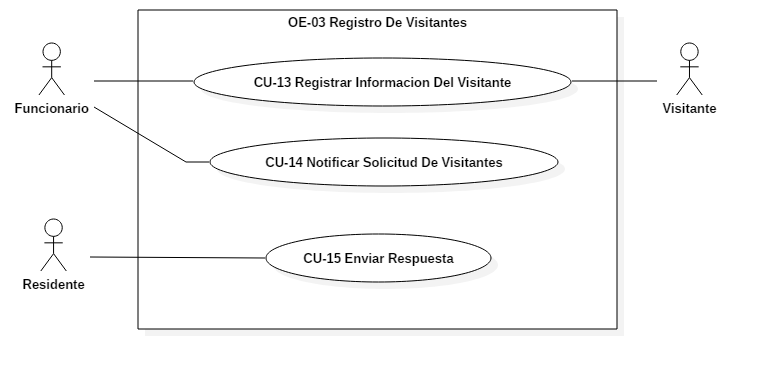 OE-03 Registro De Visitantes
CU-13 Registrar Informacion Del Visitante
Funcionario
Visitante
CU-14 Notificar Solicitud De Visitantes
CU-15 Enviar Respuesta
Residente